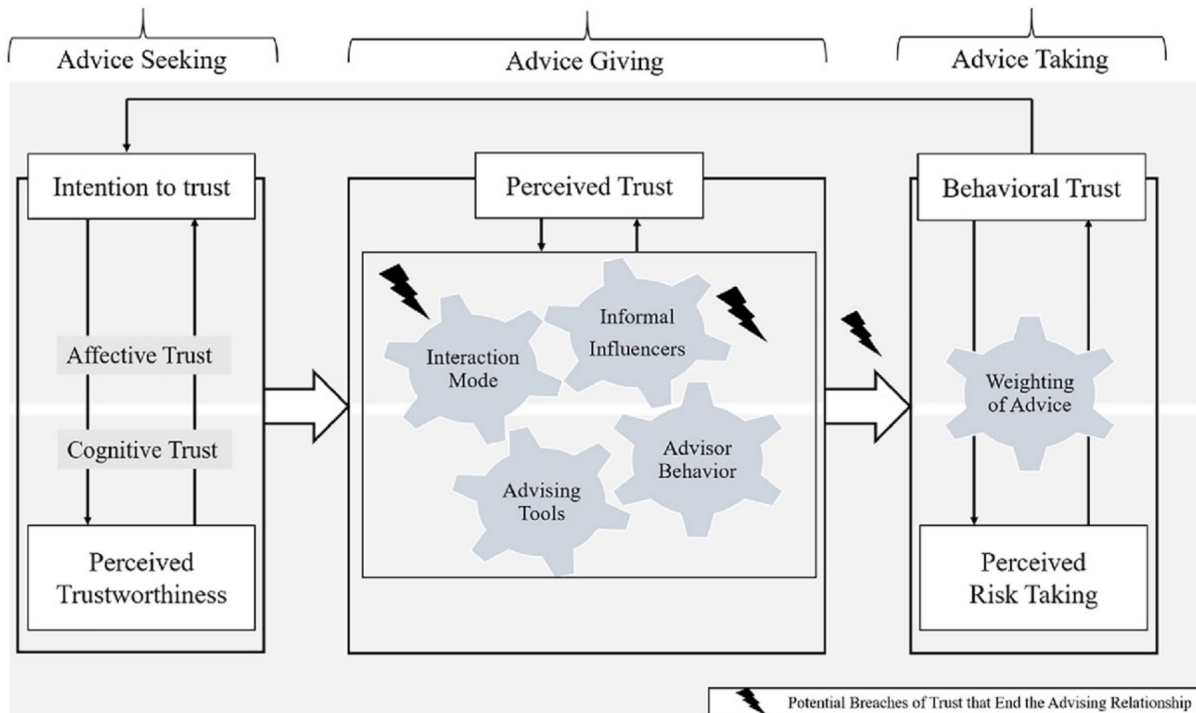 Advice Seeking
Advice Giving
Advice Taking
Intention to trust
Perceived Trust
Behavioral Trust
Affective Trust
Cognitive Trust
Perceived
Trustworthiness
Interaction
Mode
Informal
Influencers
Advising
Tools
Advisor
Behavior
Weighting
of Advice
Perceived
Risk Taking
Potential Breaches of Trust that End the Advising Relationship